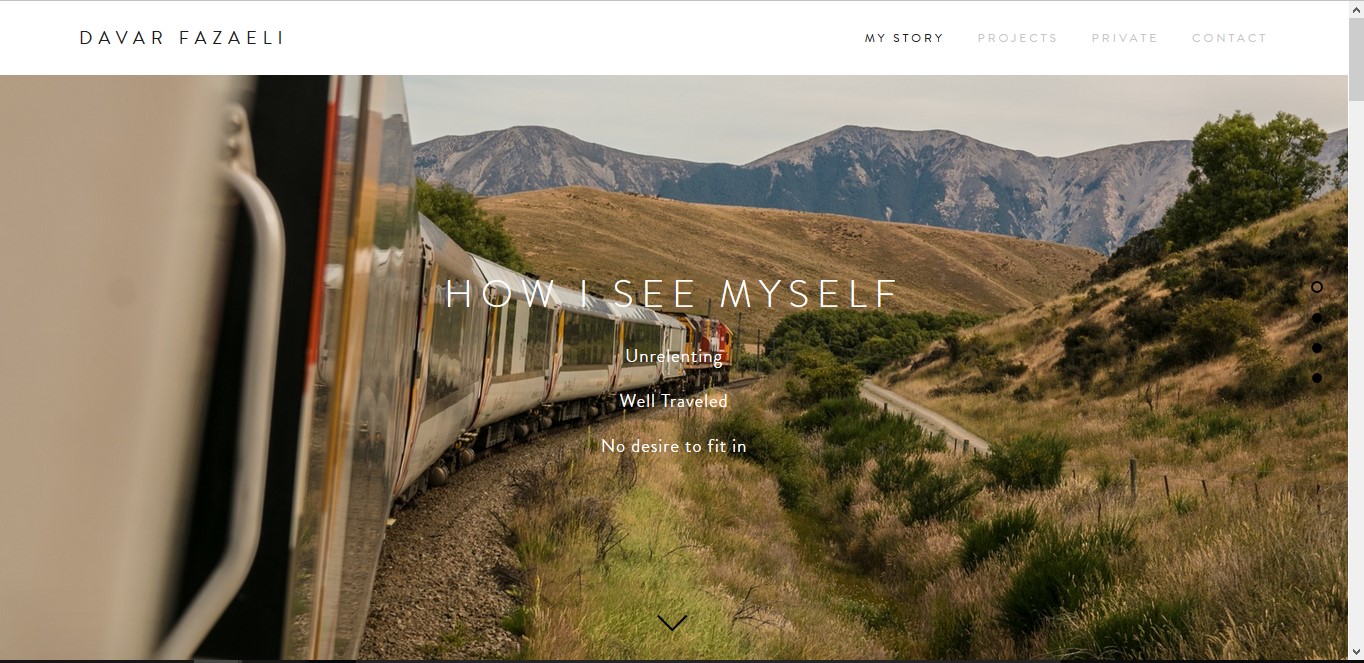 DAVAR FAZAELI
MY STORY PROJECTS PRIVATE CONTACT
HOW I SEE MYSELF
Unrelenting
Well Traveled
No desire to fit in